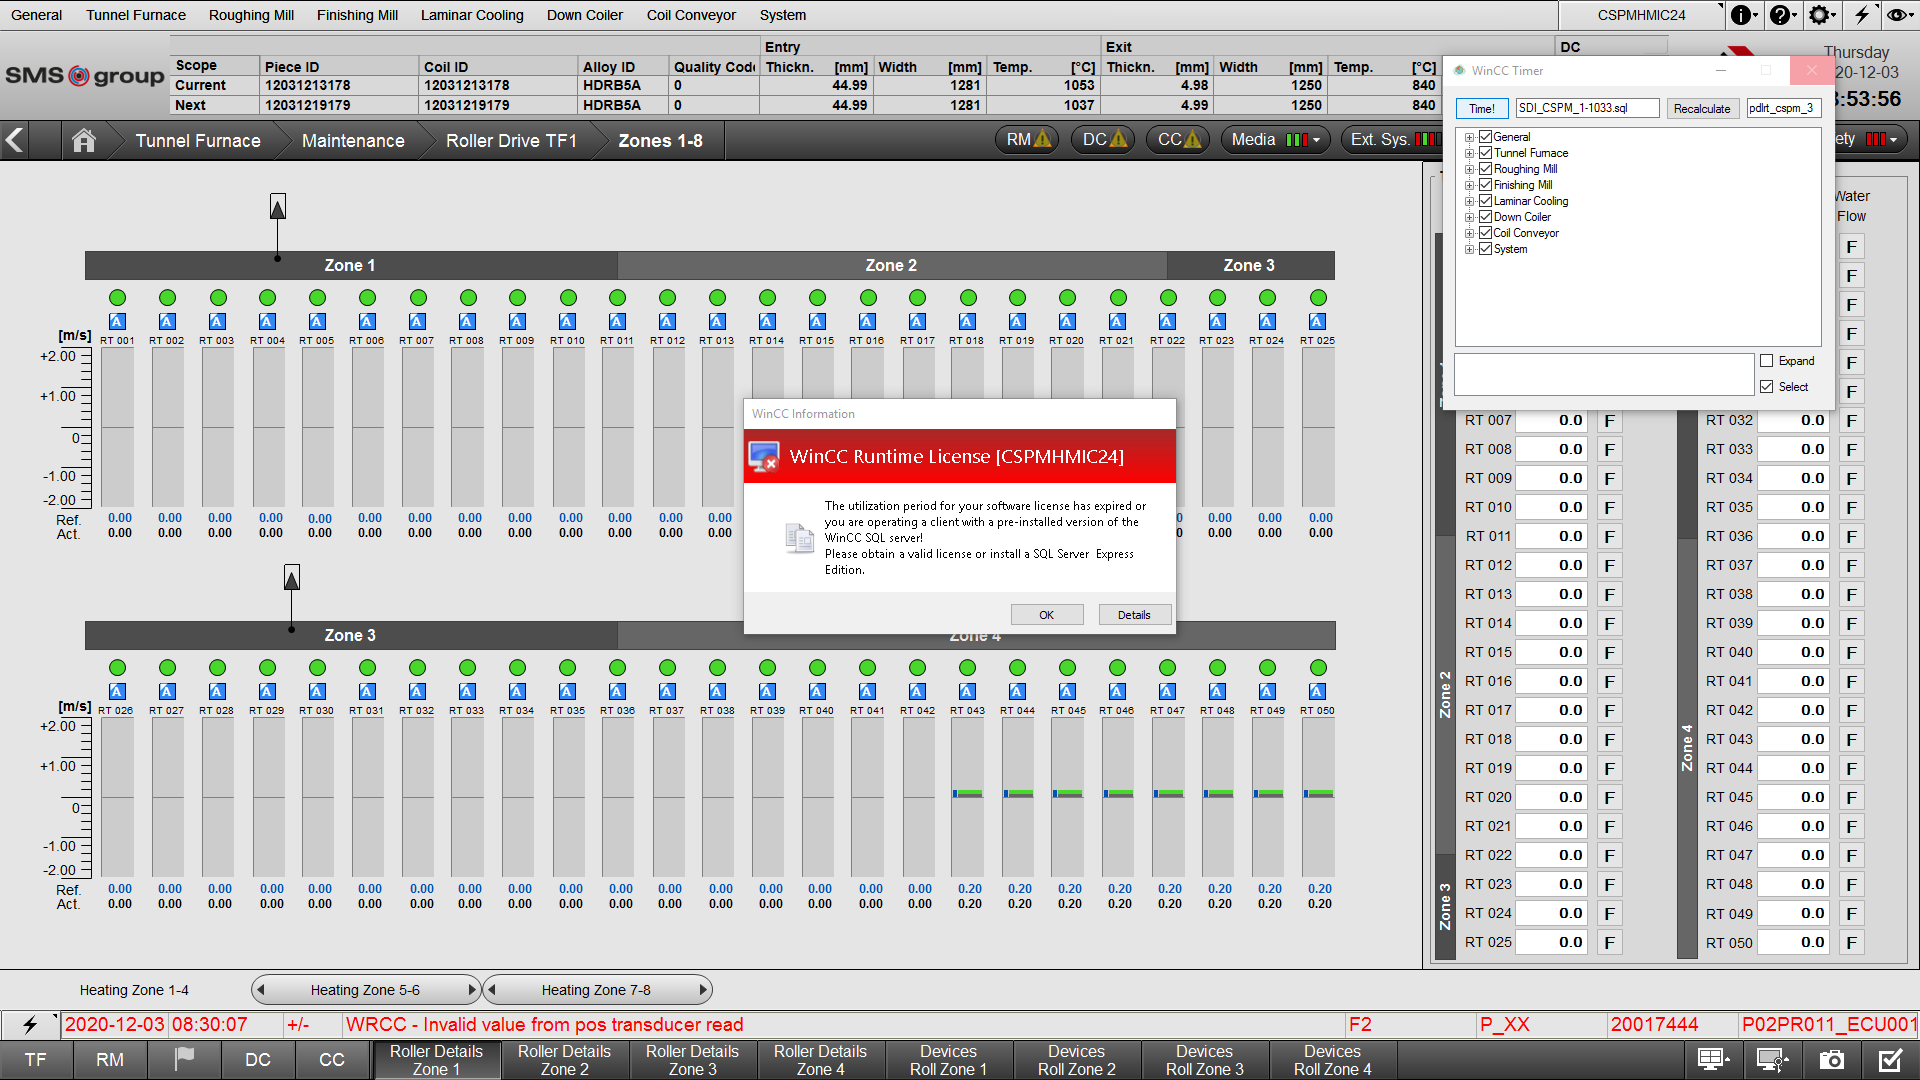 General Tunnel Furnace Roughing Mill Finishing Mill Laminar Cooling Down Coiler Coil Conveyor System CSPMHMIC24
SMS group
Entry Exit DC
Scope Piece ID Coil ID Alloy ID Quality Code Thickn. [mm] Width [mm] Temp. [°C] Thickn. [mm] Width [mm] Temp. [°C]
Current 12031213178 12031213178 HDRB5A 0 44.99 1281 1053 4.98 1250 840
Next 12031219179 12031219179 HDRB5A 0 44.99 1281 1037 4.99 1250 840
Thursday
20-12-03
:53:56
Tunnel Furnace Maintenance Roller Drive TF1 Zones 1-8 RM DC CC Media Ext. Sys. ety
WinCC Timer
Time! SDI_CSPM_1-1033.sql Recalculate pdlrt_cspm_3
General
Tunnel Furnace
Roughing Mill
Finishing Mill
Laminar Cooling
Down Coiler
Coil Conveyor
System
Expand
Select
Zone 1 Zone 2 Zone 3
A A A A A A A A A A A A A A A A A A A A A A A A A
[m/s] RT 001 RT 002 RT 003 RT 004 RT 005 RT 006 RT 007 RT 008 RT 009 RT 010 RT 011 RT 012 RT 013 RT 014 RT 015 RT 016 RT 017 RT 018 RT 019 RT 020 RT 021 RT 022 RT 023 RT 024 RT 025
+2.00
+1.00
0
-1.00
-2.00
Ref. 0.00 0.00 0.00 0.00 0.00 0.00 0.00 0.00 0.00 0.00 0.00 0.00 0.00 0 0.00 0.00 0.00
Act. 0.00 0.00 0.00 0.00 0.00 0.00 0.00 0.00 0.00 0.00 0.00 0.00 0.00 0 0.00 0.00 0.00
WinCC Information
WinCC Runtime License [CSPMHMIC24]
The utilization period for your software license has expired or
you are operating a client with a pre-installed version of the
WinCC SQL server!
Please obtain a valid license or install a SQL Server Express
Edition.
OK Details
Zone 3 Zone 4
A A A A A A A A A A A A A A A A A A A A A A A A A
[m/s] RT 026 RT 027 RT 028 RT 029 RT 030 RT 031 RT 032 RT 033 RT 034 RT 035 RT 036 RT 037 RT 038 RT 039 RT 040 RT 041 RT 042 RT 043 RT 044 RT 045 RT 046 RT 047 RT 048 RT 049 RT 050
+2.00
+1.00
0
-1.00
-2.00
Ref. 0.00 0.00 0.00 0.00 0.00 0.00 0.00 0.00 0.00 0.00 0.00 0.00 0.00 0.00 0.00 0.00 0.00 0.20 0.20 0.20 0.20 0.20 0.20 0.20 0.20
Act. 0.00 0.00 0.00 0.00 0.00 0.00 0.00 0.00 0.00 0.00 0.00 0.00 0.00 0.00 0.00 0.00 0.00 0.20 0.20 0.20 0.20 0.20 0.20 0.20 0.20
Water
Flow
F
F
F
F
F
F
RT 007 0.0 F RT 032 0.0 F
RT 008 0.0 F RT 033 0.0 F
RT 009 0.0 F RT 034 0.0 F
RT 010 0.0 F RT 035 0.0 F
RT 011 0.0 F RT 036 0.0 F
RT 012 0.0 F RT 037 0.0 F
RT 013 0.0 F RT 038 0.0 F
RT 014 0.0 F RT 039 0.0 F
RT 015 0.0 F RT 040 0.0 F
RT 016 0.0 F RT 041 0.0 F
RT 017 0.0 F RT 042 0.0 F
RT 018 0.0 F RT 043 0.0 F
RT 019 0.0 F RT 044 0.0 F
RT 020 0.0 F RT 045 0.0 F
RT 021 0.0 F RT 046 0.0 F
RT 022 0.0 F RT 047 0.0 F
RT 023 0.0 F RT 048 0.0 F
RT 024 0.0 F RT 049 0.0 F
RT 025 0.0 F RT 050 0.0 F
Zone 2
Zone 3
Zone 4
Heating Zone 1-4 Heating Zone 5-6 Heating Zone 7-8
2020-12-03 08:30:07 +/- WRCC - Invalid value from pos transducer read F2 P_XX 20017444 P02PR011_ECU001
TF RM DC CC
Roller Details Zone 1
Roller Details Zone 2
Roller Details Zone 3
Roller Details Zone 4
Devices Roll Zone 1
Devices Roll Zone 2
Devices Roll Zone 3
Devices Roll Zone 4